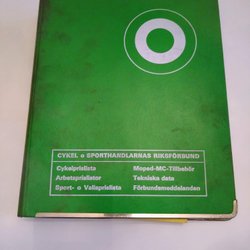 CYKEL o SPORTHANDLARNAS RIKSFÖRBUND
Cykelprislista
Arbetsprislistor
Sport- o Vallaprislista
Moped-MC-Tillbehör
Tekniska data
Förbundsmeddelanden